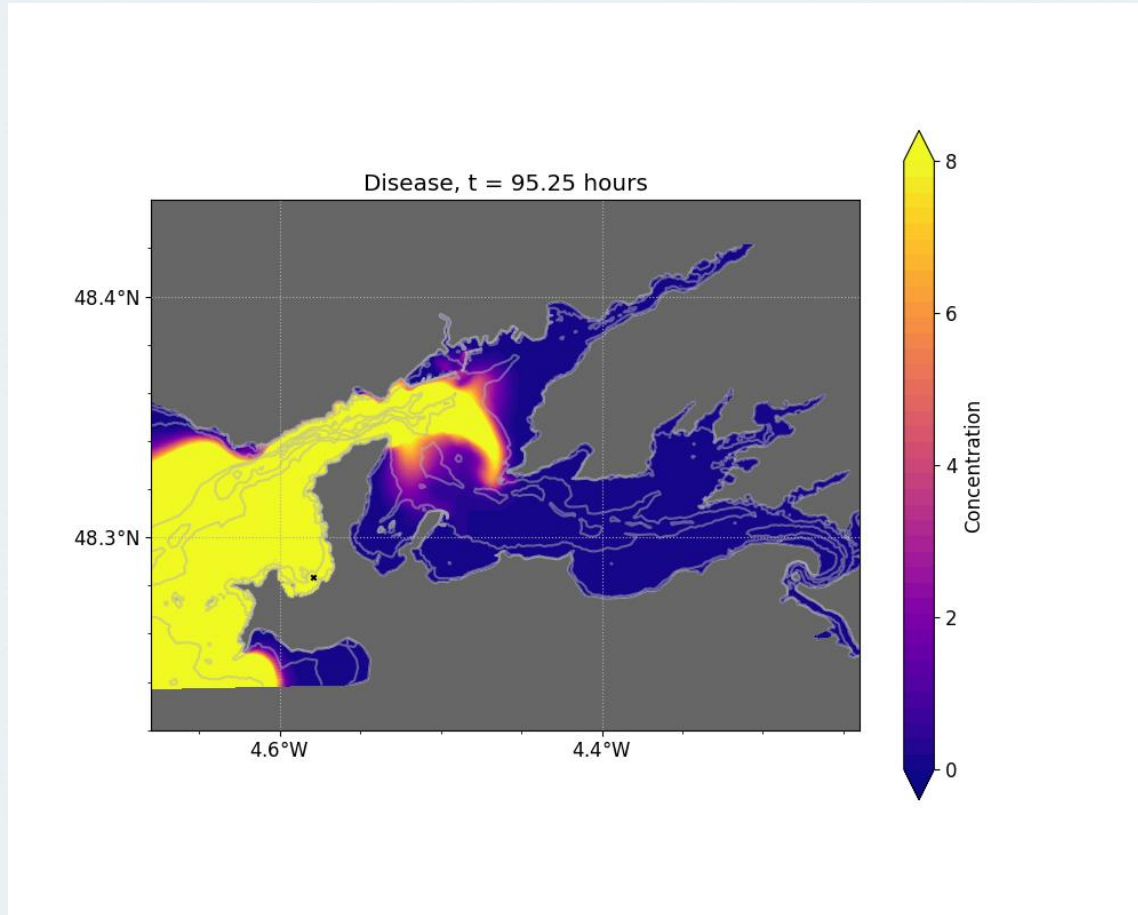 Disease, t = 95.25 hours
48.4°N
48.3°N
4.6°W
4.4°W
8
6
4
2
0
Concentration